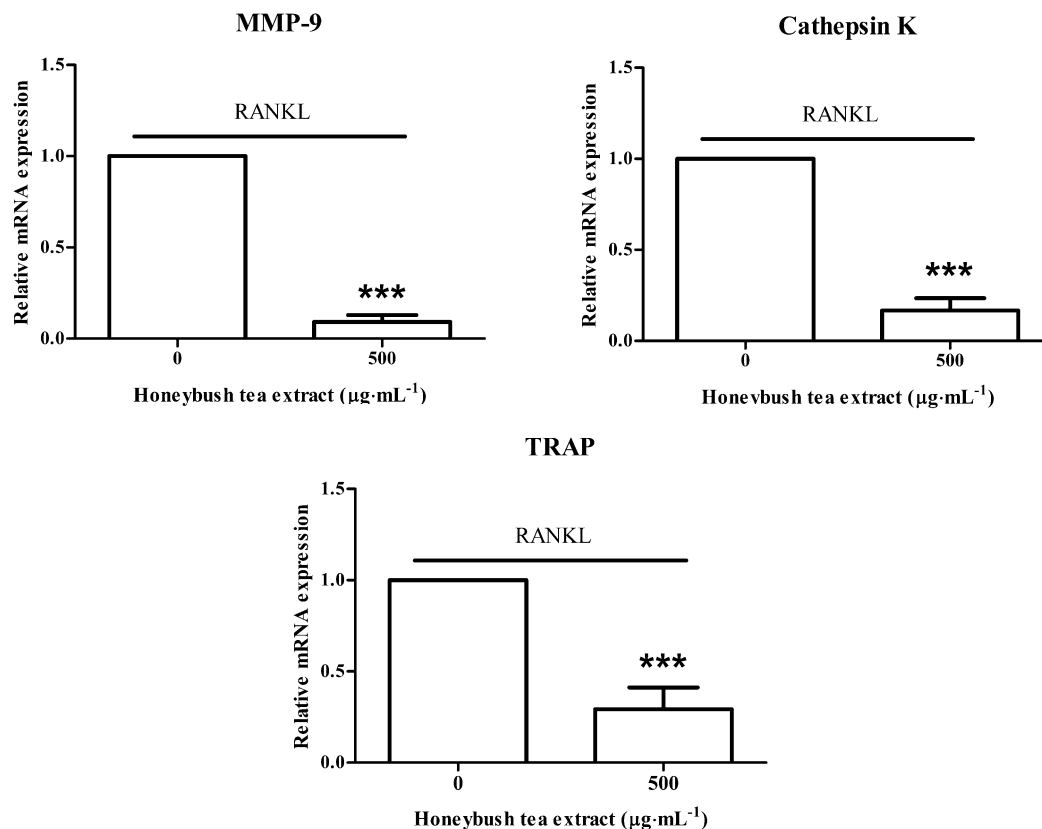 MMP-9
Relative mRNA expression
1.5
1.0
0.5
0.0
RANKL
***
0
500
Honeybush tea extract (µg·mL⁻¹)
Cathepsin K
Relative mRNA expression
1.5
1.0
0.5
0.0
RANKL
***
0
500
Honeybush tea extract (µg·mL⁻¹)
TRAP
Relative mRNA expression
1.5
1.0
0.5
0.0
RANKL
***
0
500
Honeybush tea extract (µg·mL⁻¹)